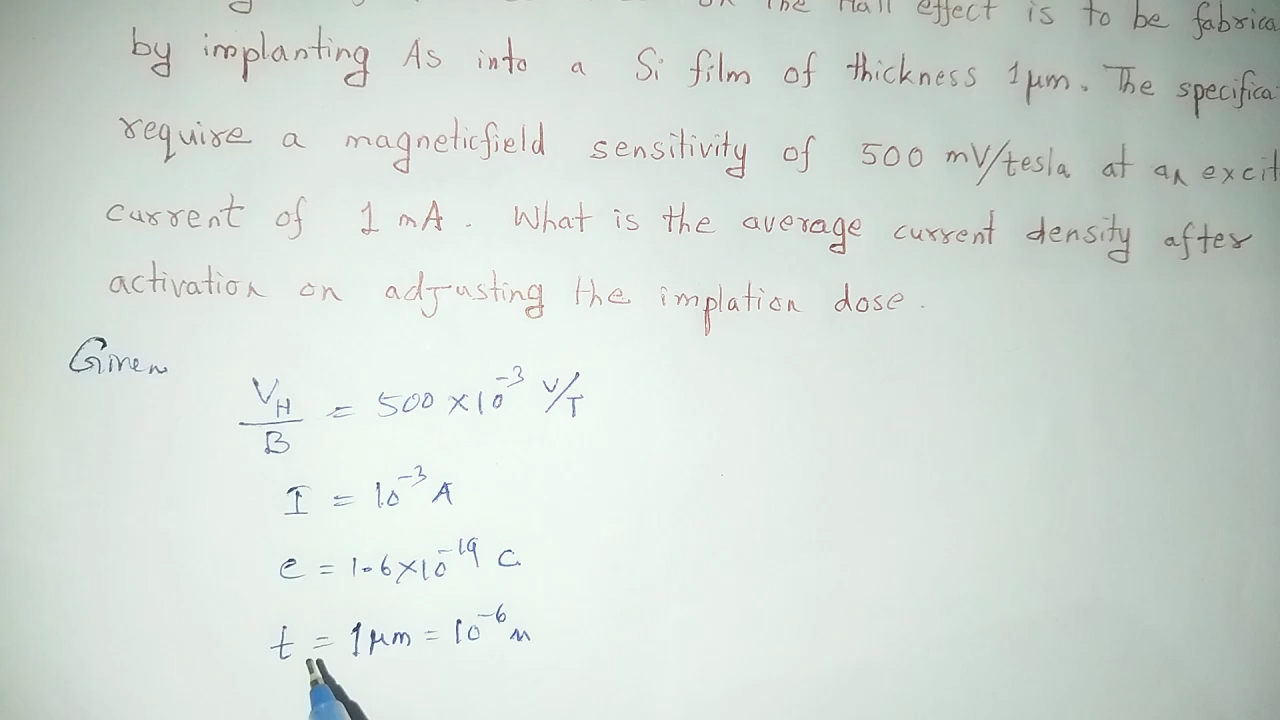 the Hall effect is to be fabrica
by implanting As into a Si film of thickness 1μm. The specifica
require a magneticfield sensitivity of 500 mV/tesla at an excit
current of 1 mA. What is the average current density after
activation on adjusting the implation dose.
Given
V_H/B = 500 × 10⁻³ V/T
I = 10⁻³ A
e = 1.6×10⁻¹⁹ C
t = 1μm = 10⁻⁶ m